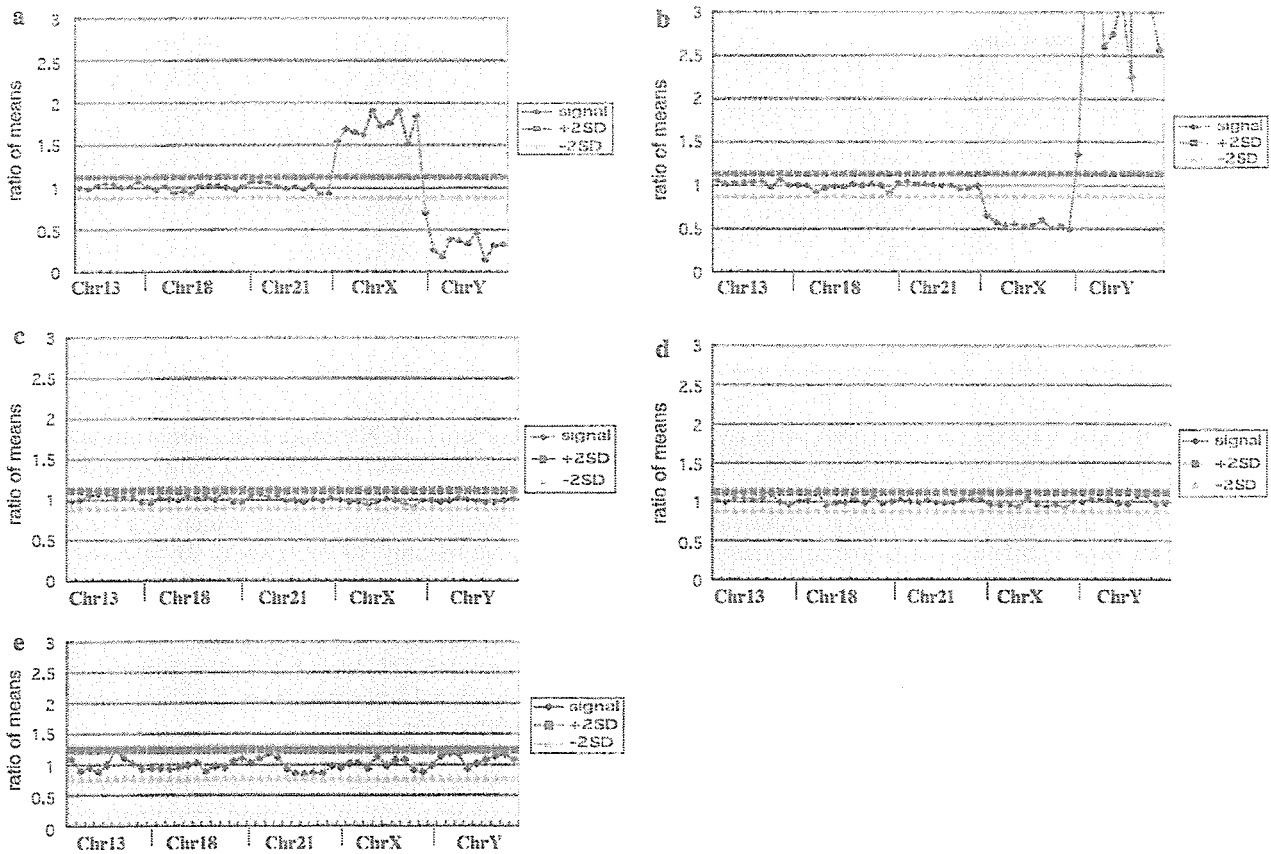 a
3
2.5
2
1.5
1
0.5
0
ratio of means
Chr13 Chr18 Chr21 ChrX ChrY
signal
+2SD
-2SD
b
3
2.5
2
1.5
1
0.5
0
ratio of means
Chr13 Chr18 Chr21 ChrX ChrY
signal
+2SD
-2SD
c
3
2.5
2
1.5
1
0.5
0
ratio of means
Chr13 Chr18 Chr21 ChrX ChrY
signal
+2SD
-2SD
d
3
2.5
2
1.5
1
0.5
0
ratio of means
Chr13 Chr18 Chr21 ChrX ChrY
signal
+2SD
-2SD
e
3
2.5
2
1.5
1
0.5
0
ratio of means
Chr13 Chr18 Chr21 ChrX ChrY
signal
+2SD
-2SD